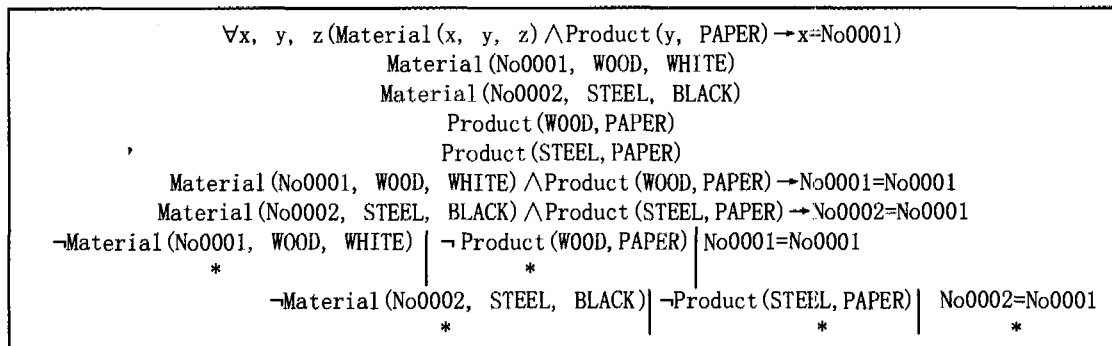 ∀x, y, z(Material(x, y, z)∧Product(y, PAPER)→x=No0001)
Material(No0001, WOOD, WHITE)
Material(No0002, STEEL, BLACK)
Product(WOOD, PAPER)
Product(STEEL, PAPER)
Material(No0001, WOOD, WHITE)∧Product(WOOD, PAPER)→No0001=No0001
Material(No0002, STEEL, BLACK)∧Product(STEEL, PAPER)→No0002=No0001
¬Material(No0001, WOOD, WHITE) | ¬Product(WOOD, PAPER) | No0001=No0001
* *
¬Material(No0002, STEEL, BLACK) | ¬Product(STEEL, PAPER) | No0002=No0001
* * *